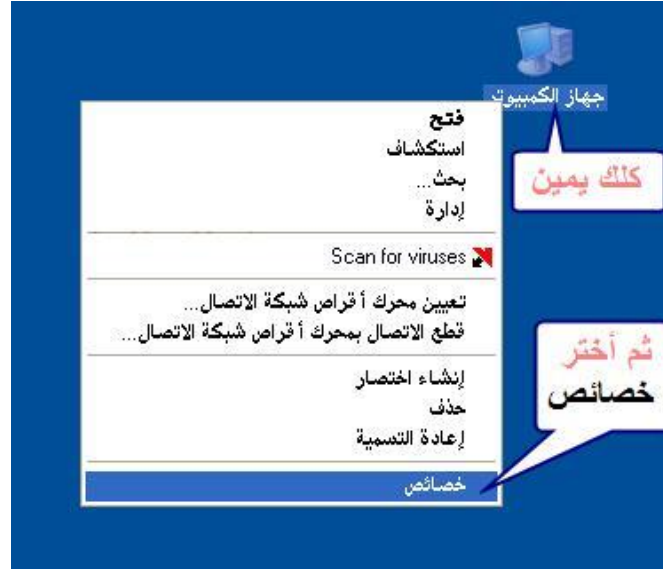 جهاز الكمبيوتر
كلك يمين
فتح
استكشاف
بحث...
إدارة
Scan for viruses
تعيين محرك أقراص شبكة الاتصال...
قطع الاتصال بمحرك أقراص شبكة الاتصال...
إنشاء اختصار
حذف
إعادة التسمية
خصائص
ثم أختر
خصائص